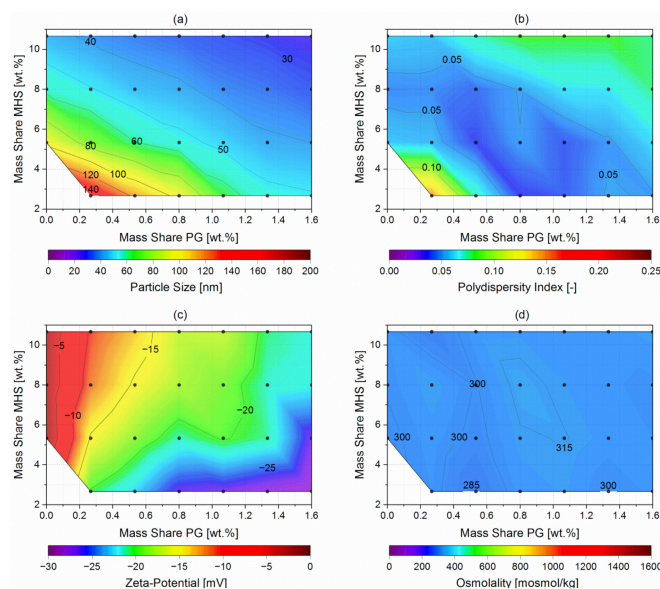 (a)
Mass Share MHS [wt.%]
10
8
6
4
2
40
30
60
50
80
100
120
140
0.0 0.2 0.4 0.6 0.8 1.0 1.2 1.4 1.6
Mass Share PG [wt.%]
0 20 40 60 80 100 120 140 160 180 200
Particle Size [nm]
(b)
Mass Share MHS [wt.%]
10
8
6
4
2
0.05
0.05
0.10
0.05
0.0 0.2 0.4 0.6 0.8 1.0 1.2 1.4 1.6
Mass Share PG [wt.%]
0.00 0.05 0.10 0.15 0.20 0.25
Polydispersity Index [-]
(c)
Mass Share MHS [wt.%]
10
8
6
4
2
−5
−15
−10
−20
−25
0.0 0.2 0.4 0.6 0.8 1.0 1.2 1.4 1.6
Mass Share PG [wt.%]
−30 −25 −20 −15 −10 −5 0
Zeta-Potential [mV]
(d)
Mass Share MHS [wt.%]
10
8
6
4
2
300
300 300
315
285 300
0.0 0.2 0.4 0.6 0.8 1.0 1.2 1.4 1.6
Mass Share PG [wt.%]
0 200 400 600 800 1000 1200 1400 1600
Osmolality [mosmol/kg]